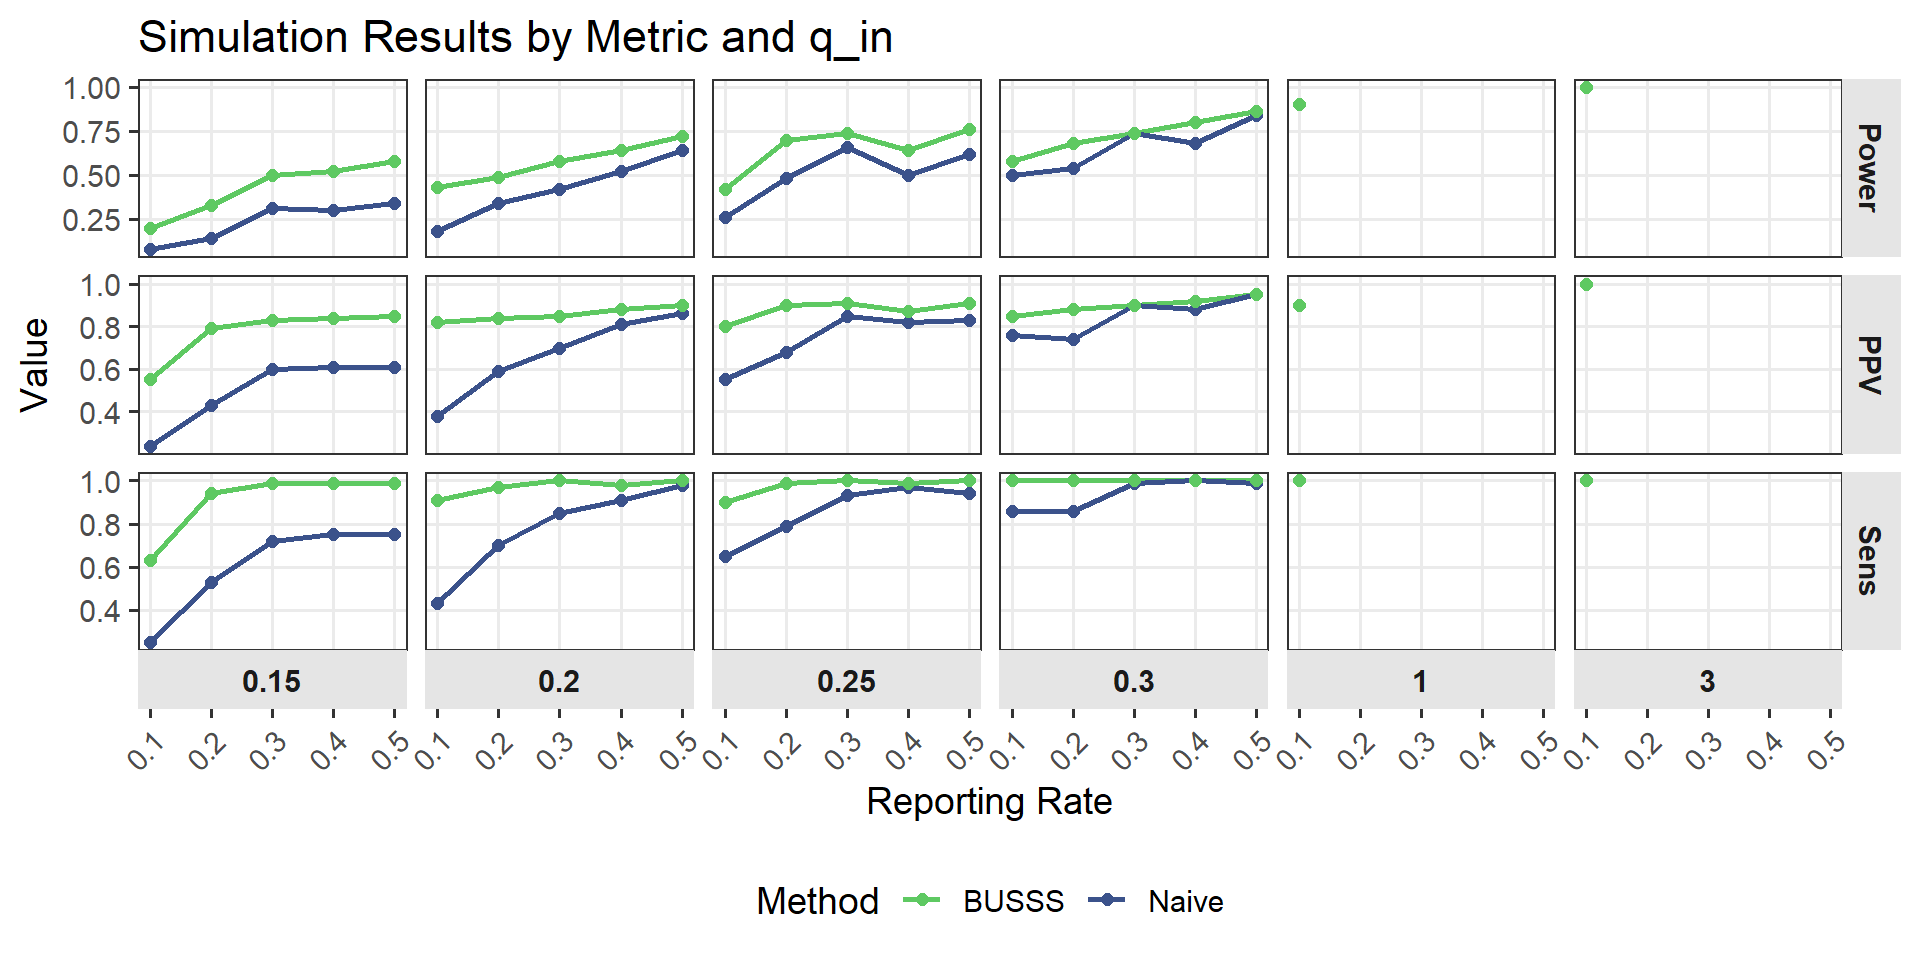 Simulation Results by Metric and q_in
1.00
0.75
0.50
0.25
Power
1.0
0.8
0.6
0.4
PPV
Value
1.0
0.8
0.6
0.4
Sens
0.15 0.2 0.25 0.3 1 3
0.1 0.2 0.3 0.4 0.5 0.1 0.2 0.3 0.4 0.5 0.1 0.2 0.3 0.4 0.5 0.1 0.2 0.3 0.4 0.5 0.1 0.2 0.3 0.4 0.5 0.1 0.2 0.3 0.4 0.5
Reporting Rate
Method BUSSS Naive